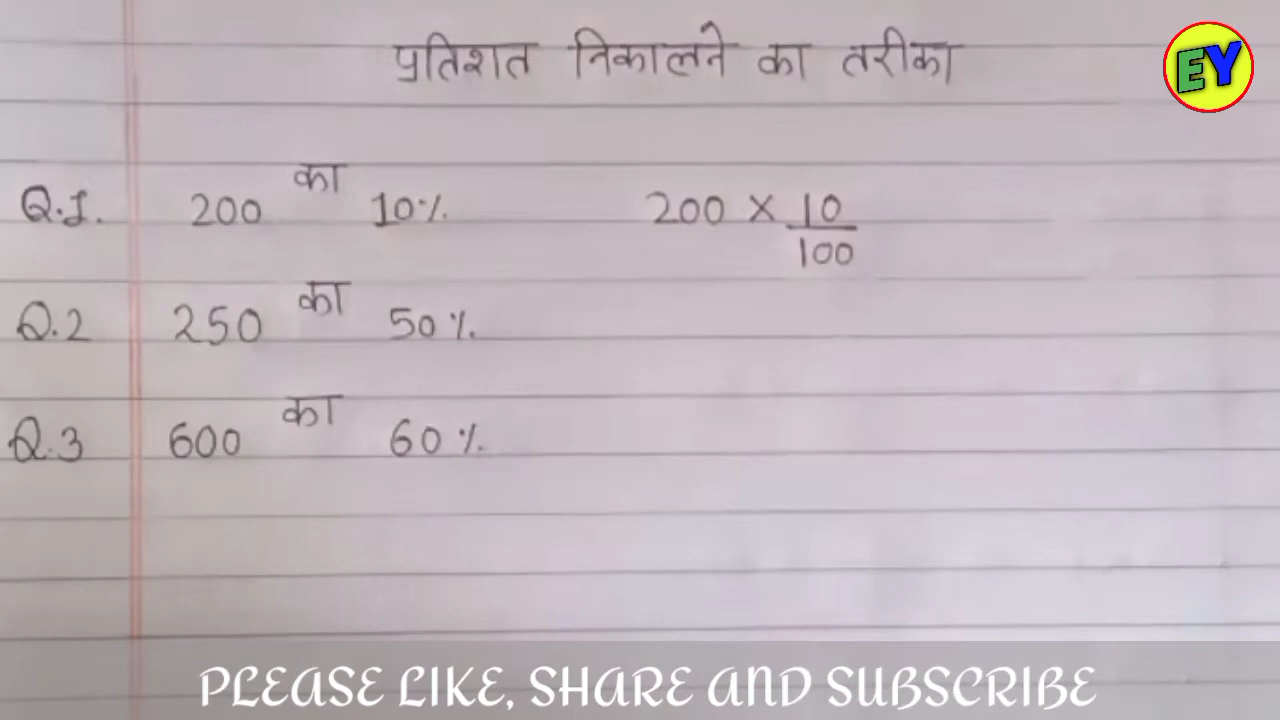 प्रतिशत निकालने का तरीका
EY
Q.1. 200 का 10% 200 × 10/100
Q.2 250 का 50%
Q.3 600 का 60%
PLEASE LIKE, SHARE AND SUBSCRIBE